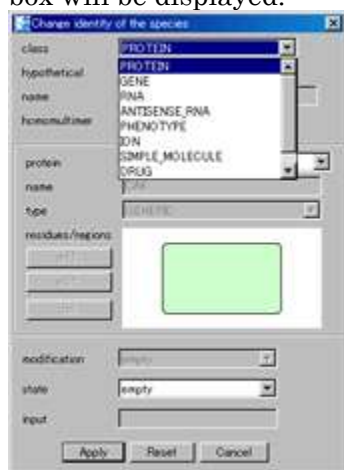 box will be displayed.
Change identity of the species
class PROTEIN
PROTEIN
hypothetical
GENE
name RNA
ANTISENSE_RNA
homomultimer PHENOTYPE
ION
protein SIMPLE_MOLECULE
DRUG
name
type GENERIC
residues/regions
modification empty
state empty
input
Apply Reset Cancel